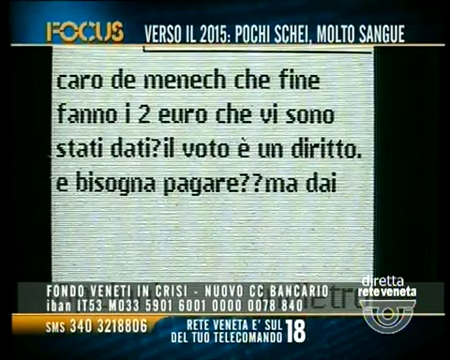 FOCUS
VERSO IL 2015: POCHI SCHEI, MOLTO SANGUE
caro de menech che fine
fanno i 2 euro che vi sono
stati dati?il voto è un diritto.
e bisogna pagare??ma dai
FONDO VENETI IN CRISI - NUOVO CC BANCARIO
iban IT53 M033 5901 6001 0000 0078 840
diretta
reteveneta
SMS 340 3218806
RETE VENETA E' SUL
DEL TUO TELECOMANDO 18